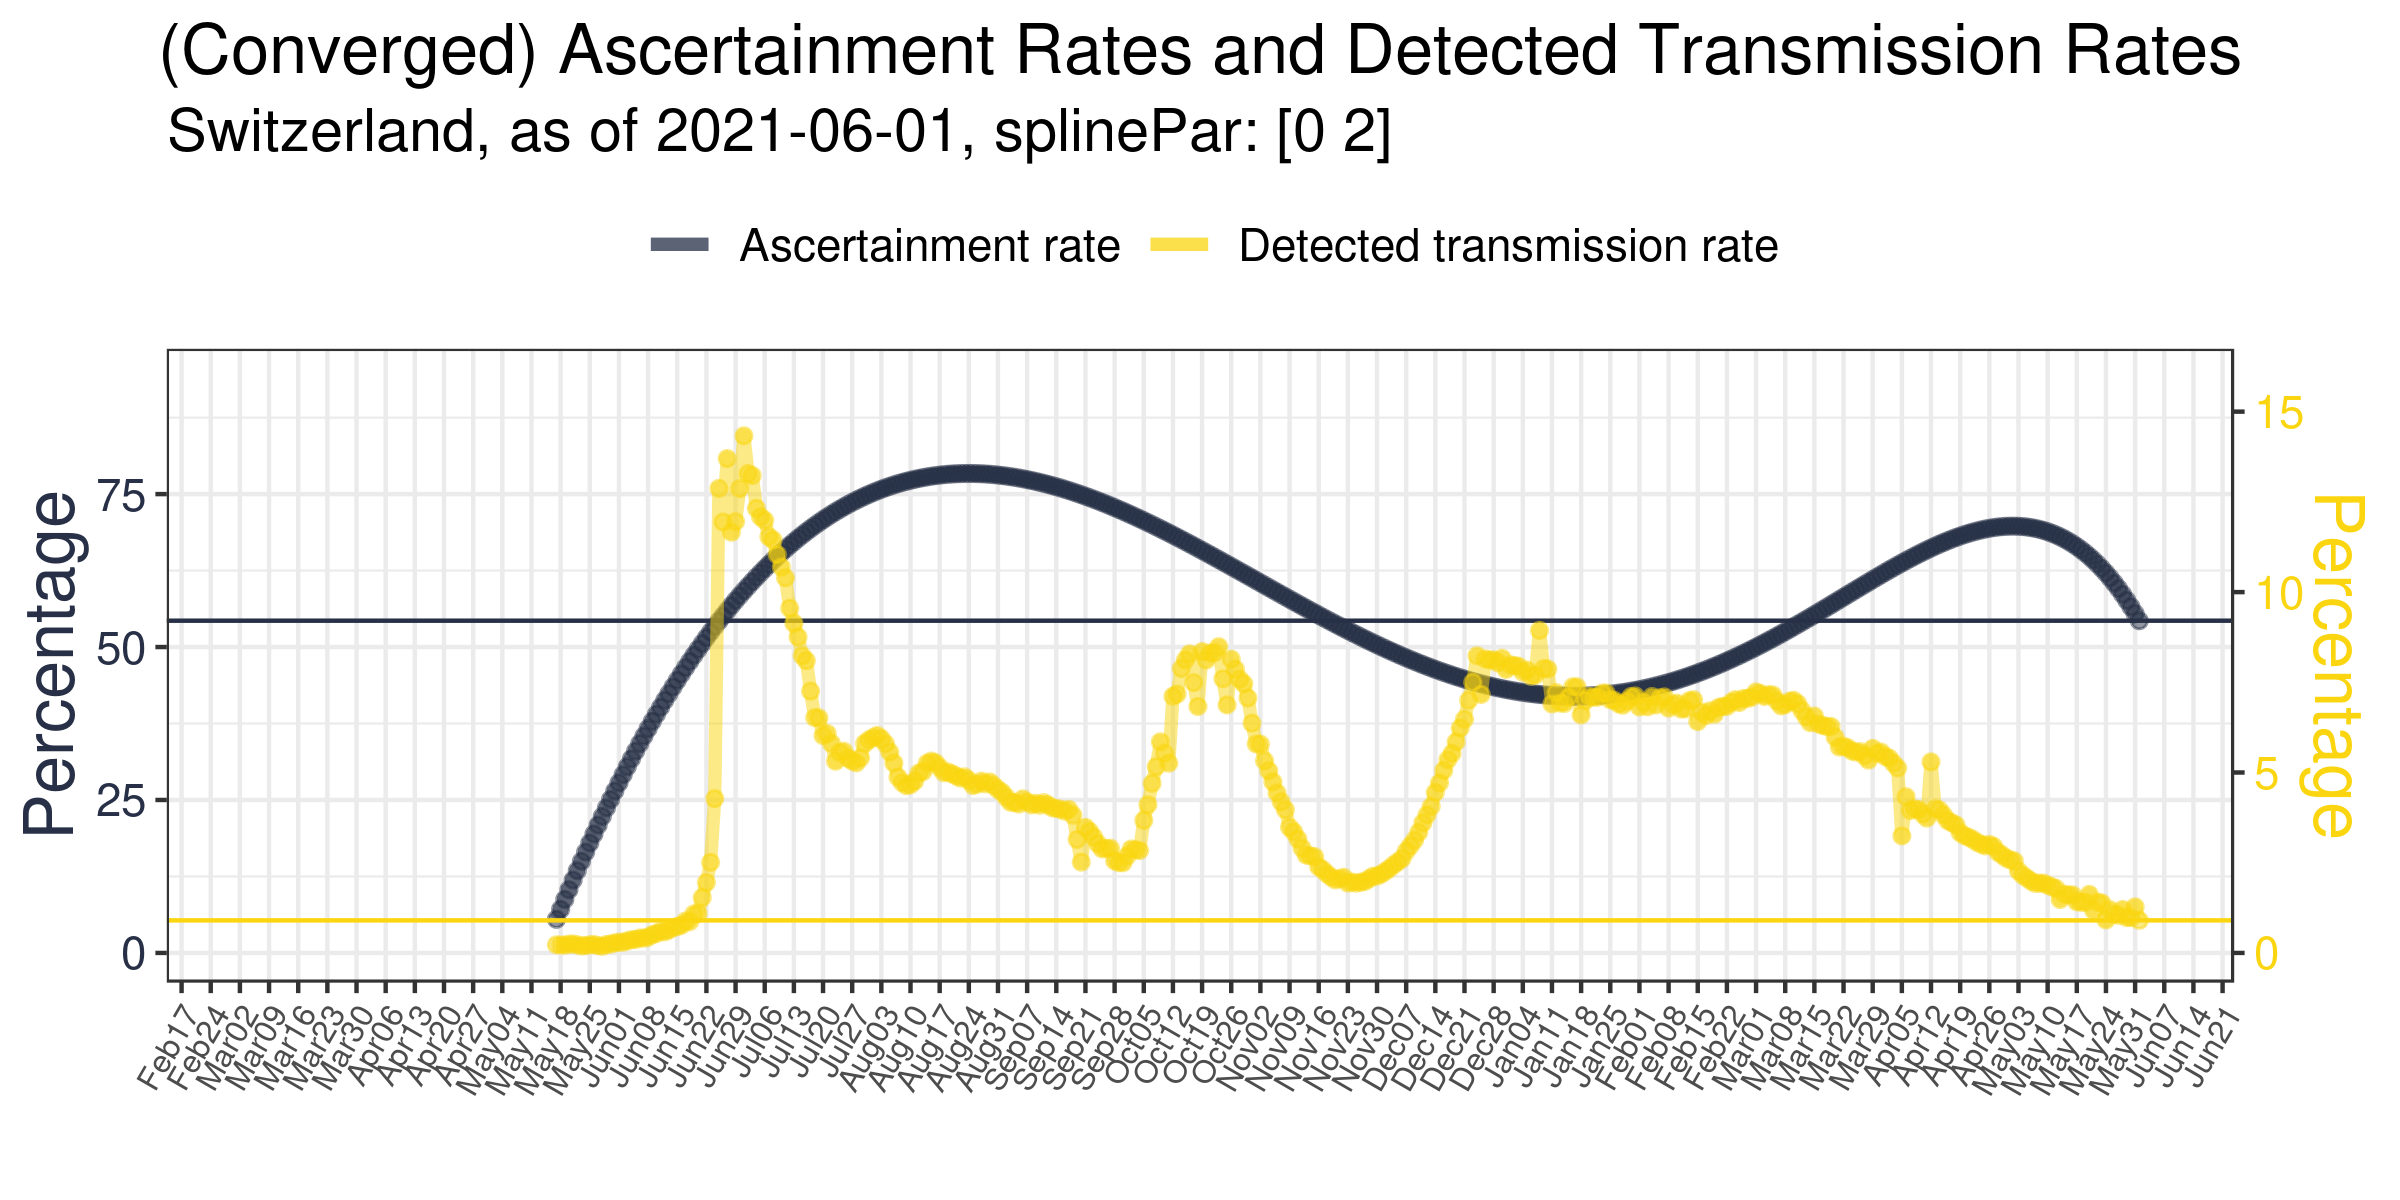 (Converged) Ascertainment Rates and Detected Transmission Rates
Switzerland, as of 2021-06-01, splinePar: [0 2]
Ascertainment rate
Detected transmission rate
Percentage
75
50
25
0
15
10
5
0
Percentage
Feb17
Feb24
Mar02
Mar09
Mar16
Mar23
Mar30
Apr06
Apr13
Apr20
Apr27
May04
May11
May18
May25
Jun01
Jun08
Jun15
Jun22
Jun29
Jul06
Jul13
Jul20
Jul27
Aug03
Aug10
Aug17
Aug24
Aug31
Sep07
Sep14
Sep21
Sep28
Oct05
Oct12
Oct19
Oct26
Nov02
Nov09
Nov16
Nov23
Nov30
Dec07
Dec14
Dec21
Dec28
Jan04
Jan11
Jan18
Jan25
Feb01
Feb08
Feb15
Feb22
Mar01
Mar08
Mar15
Mar22
Mar29
Apr05
Apr12
Apr19
Apr26
May03
May10
May17
May24
May31
Jun07
Jun14
Jun21